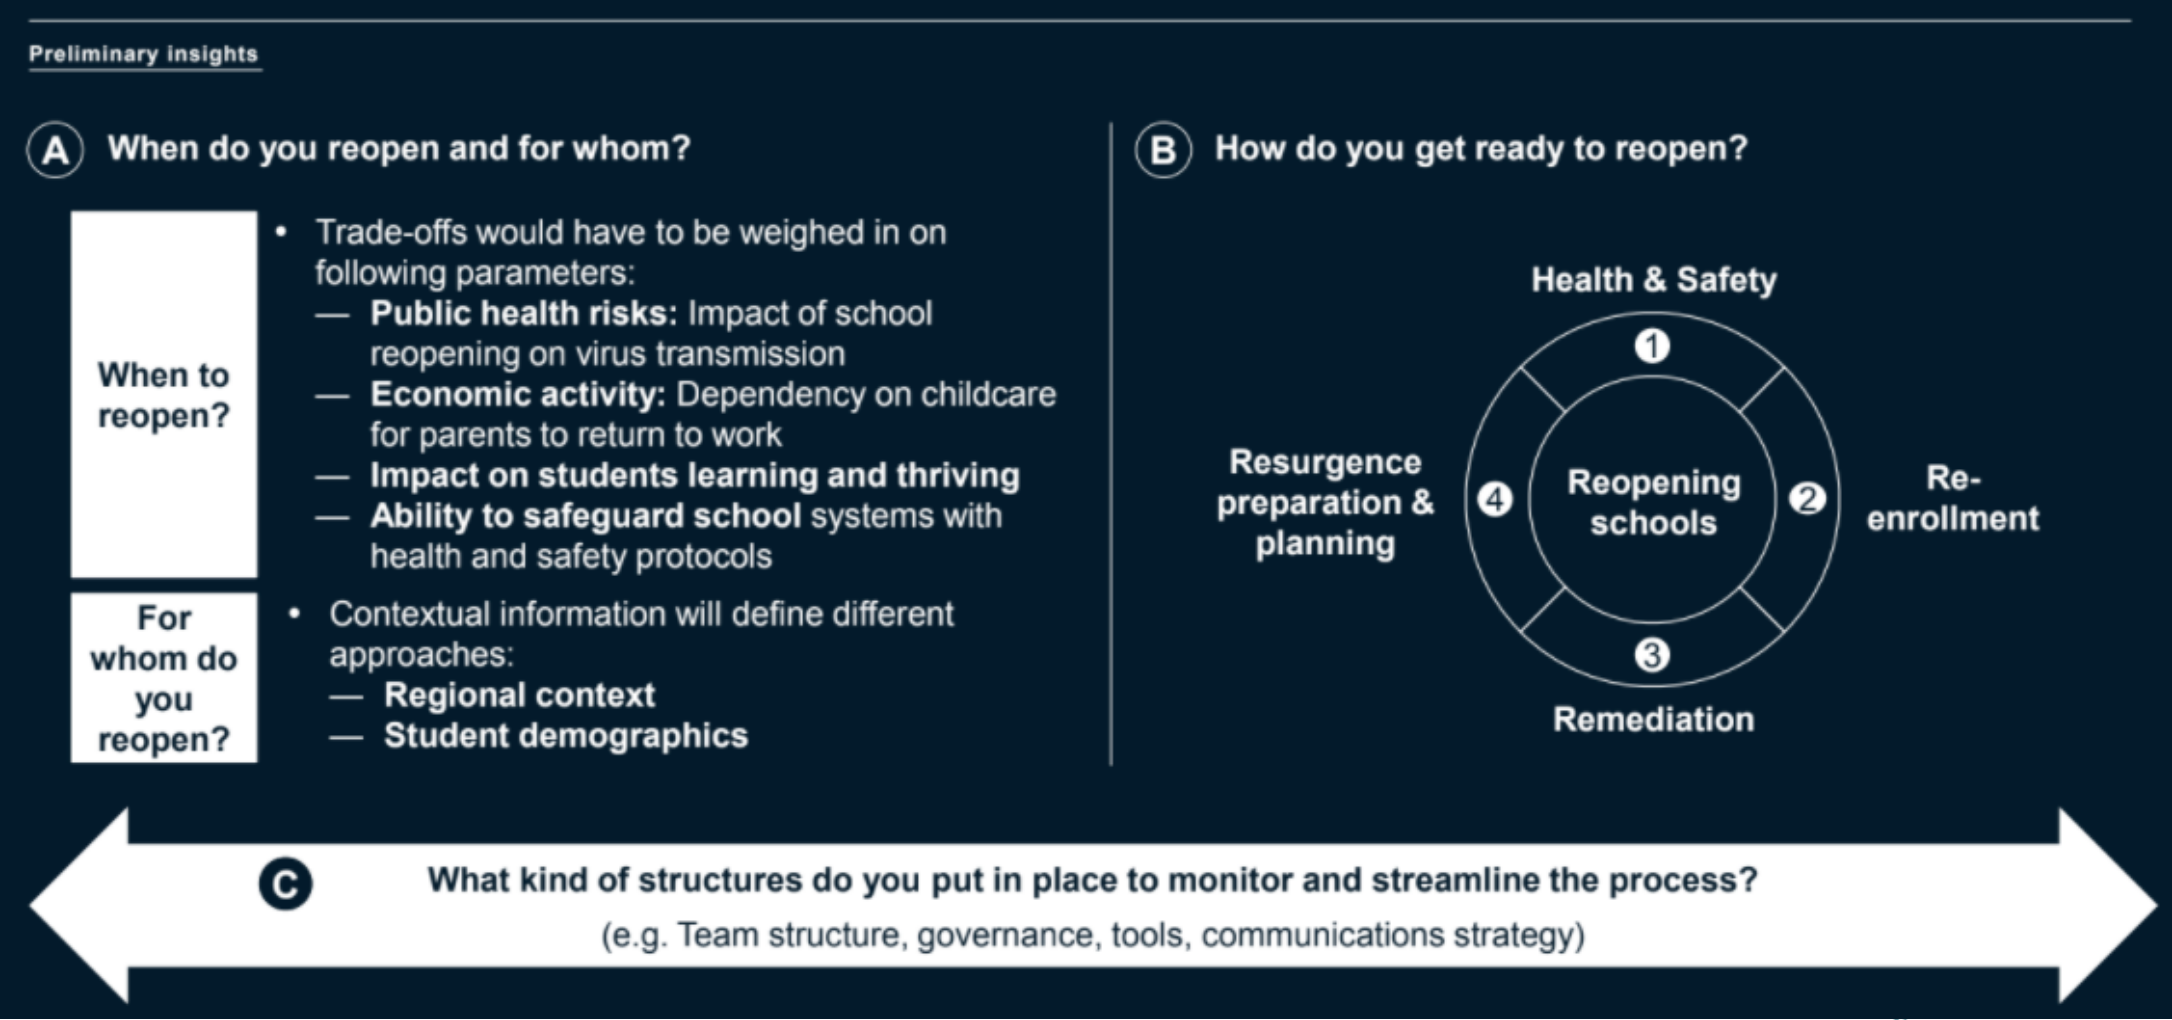 Preliminary insights
A When do you reopen and for whom?
When to
reopen?
• Trade-offs would have to be weighed in on
following parameters:
— Public health risks: Impact of school
reopening on virus transmission
— Economic activity: Dependency on childcare
for parents to return to work
— Impact on students learning and thriving
— Ability to safeguard school systems with
health and safety protocols
For
whom do
you
reopen?
• Contextual information will define different
approaches:
— Regional context
— Student demographics
B How do you get ready to reopen?
Health & Safety
1
Re-
enrollment
2
Remediation
3
Resurgence
preparation &
planning
4
Reopening
schools
C What kind of structures do you put in place to monitor and streamline the process?
(e.g. Team structure, governance, tools, communications strategy)